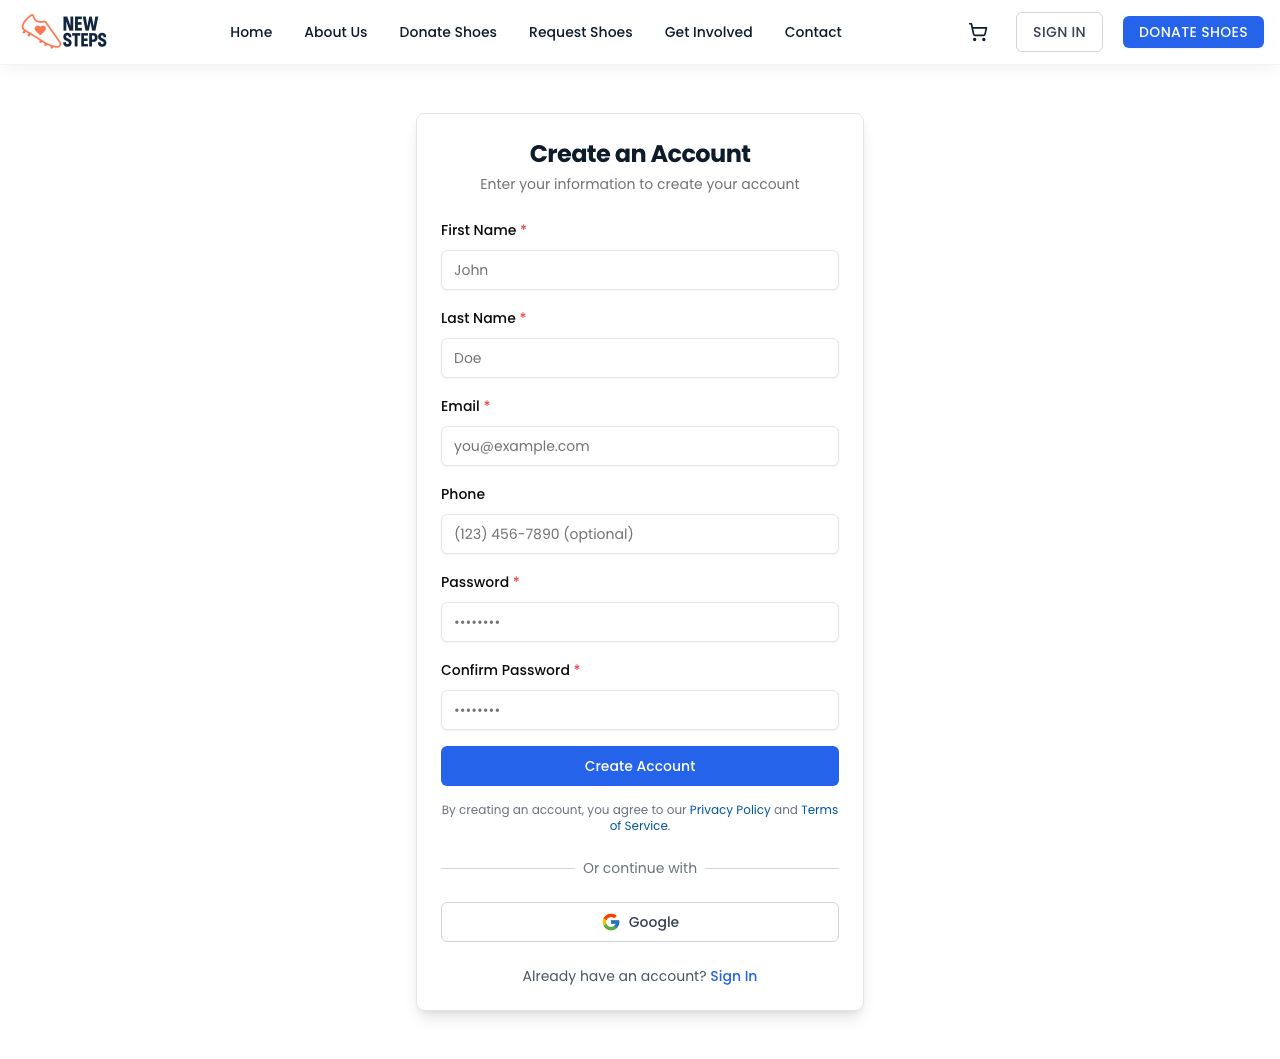 NEW
STEPS
Home About Us Donate Shoes Request Shoes Get Involved Contact SIGN IN DONATE SHOES
Create an Account
Enter your information to create your account
First Name *
John
Last Name *
Doe
Email *
you@example.com
Phone
(123) 456-7890 (optional)
Password *
••••••••
Confirm Password *
••••••••
Create Account
By creating an account, you agree to our Privacy Policy and Terms
of Service.
Or continue with
Google
Already have an account? Sign In